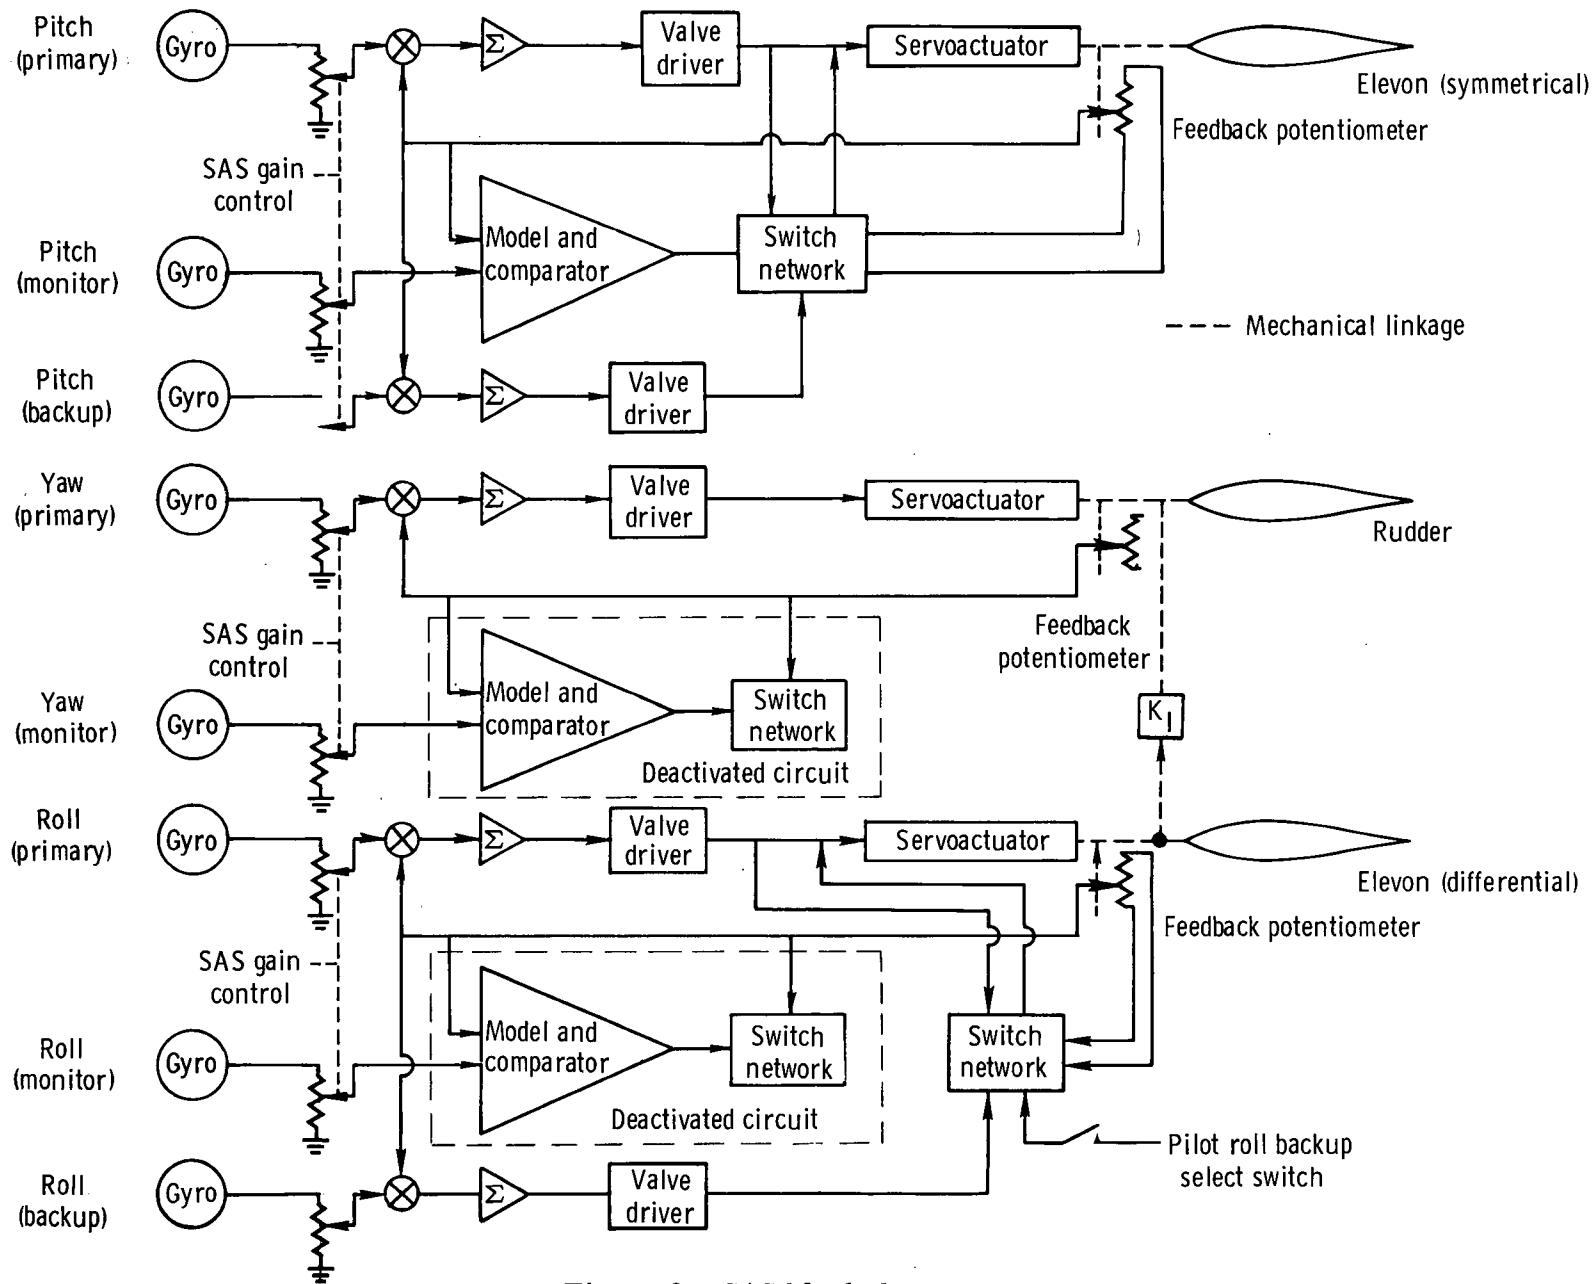 Pitch
(primary)
Gyro
Σ
Valve
driver
Servoactuator
Elevon (symmetrical)
Feedback potentiometer
SAS gain
control
Pitch
(monitor)
Gyro
Model and
comparator
Switch
network
Mechanical linkage
Pitch
(backup)
Gyro
Σ
Valve
driver
Yaw
(primary)
Gyro
Σ
Valve
driver
Servoactuator
Rudder
SAS gain
control
Feedback
potentiometer
Yaw
(monitor)
Gyro
Model and
comparator
Switch
network
K I
Deactivated circuit
Roll
(primary)
Gyro
Σ
Valve
driver
Servoactuator
Elevon (differential)
Feedback potentiometer
SAS gain
control
Roll
(monitor)
Gyro
Model and
comparator
Switch
network
Switch
network
Deactivated circuit
Pilot roll backup
select switch
Roll
(backup)
Gyro
Σ
Valve
driver